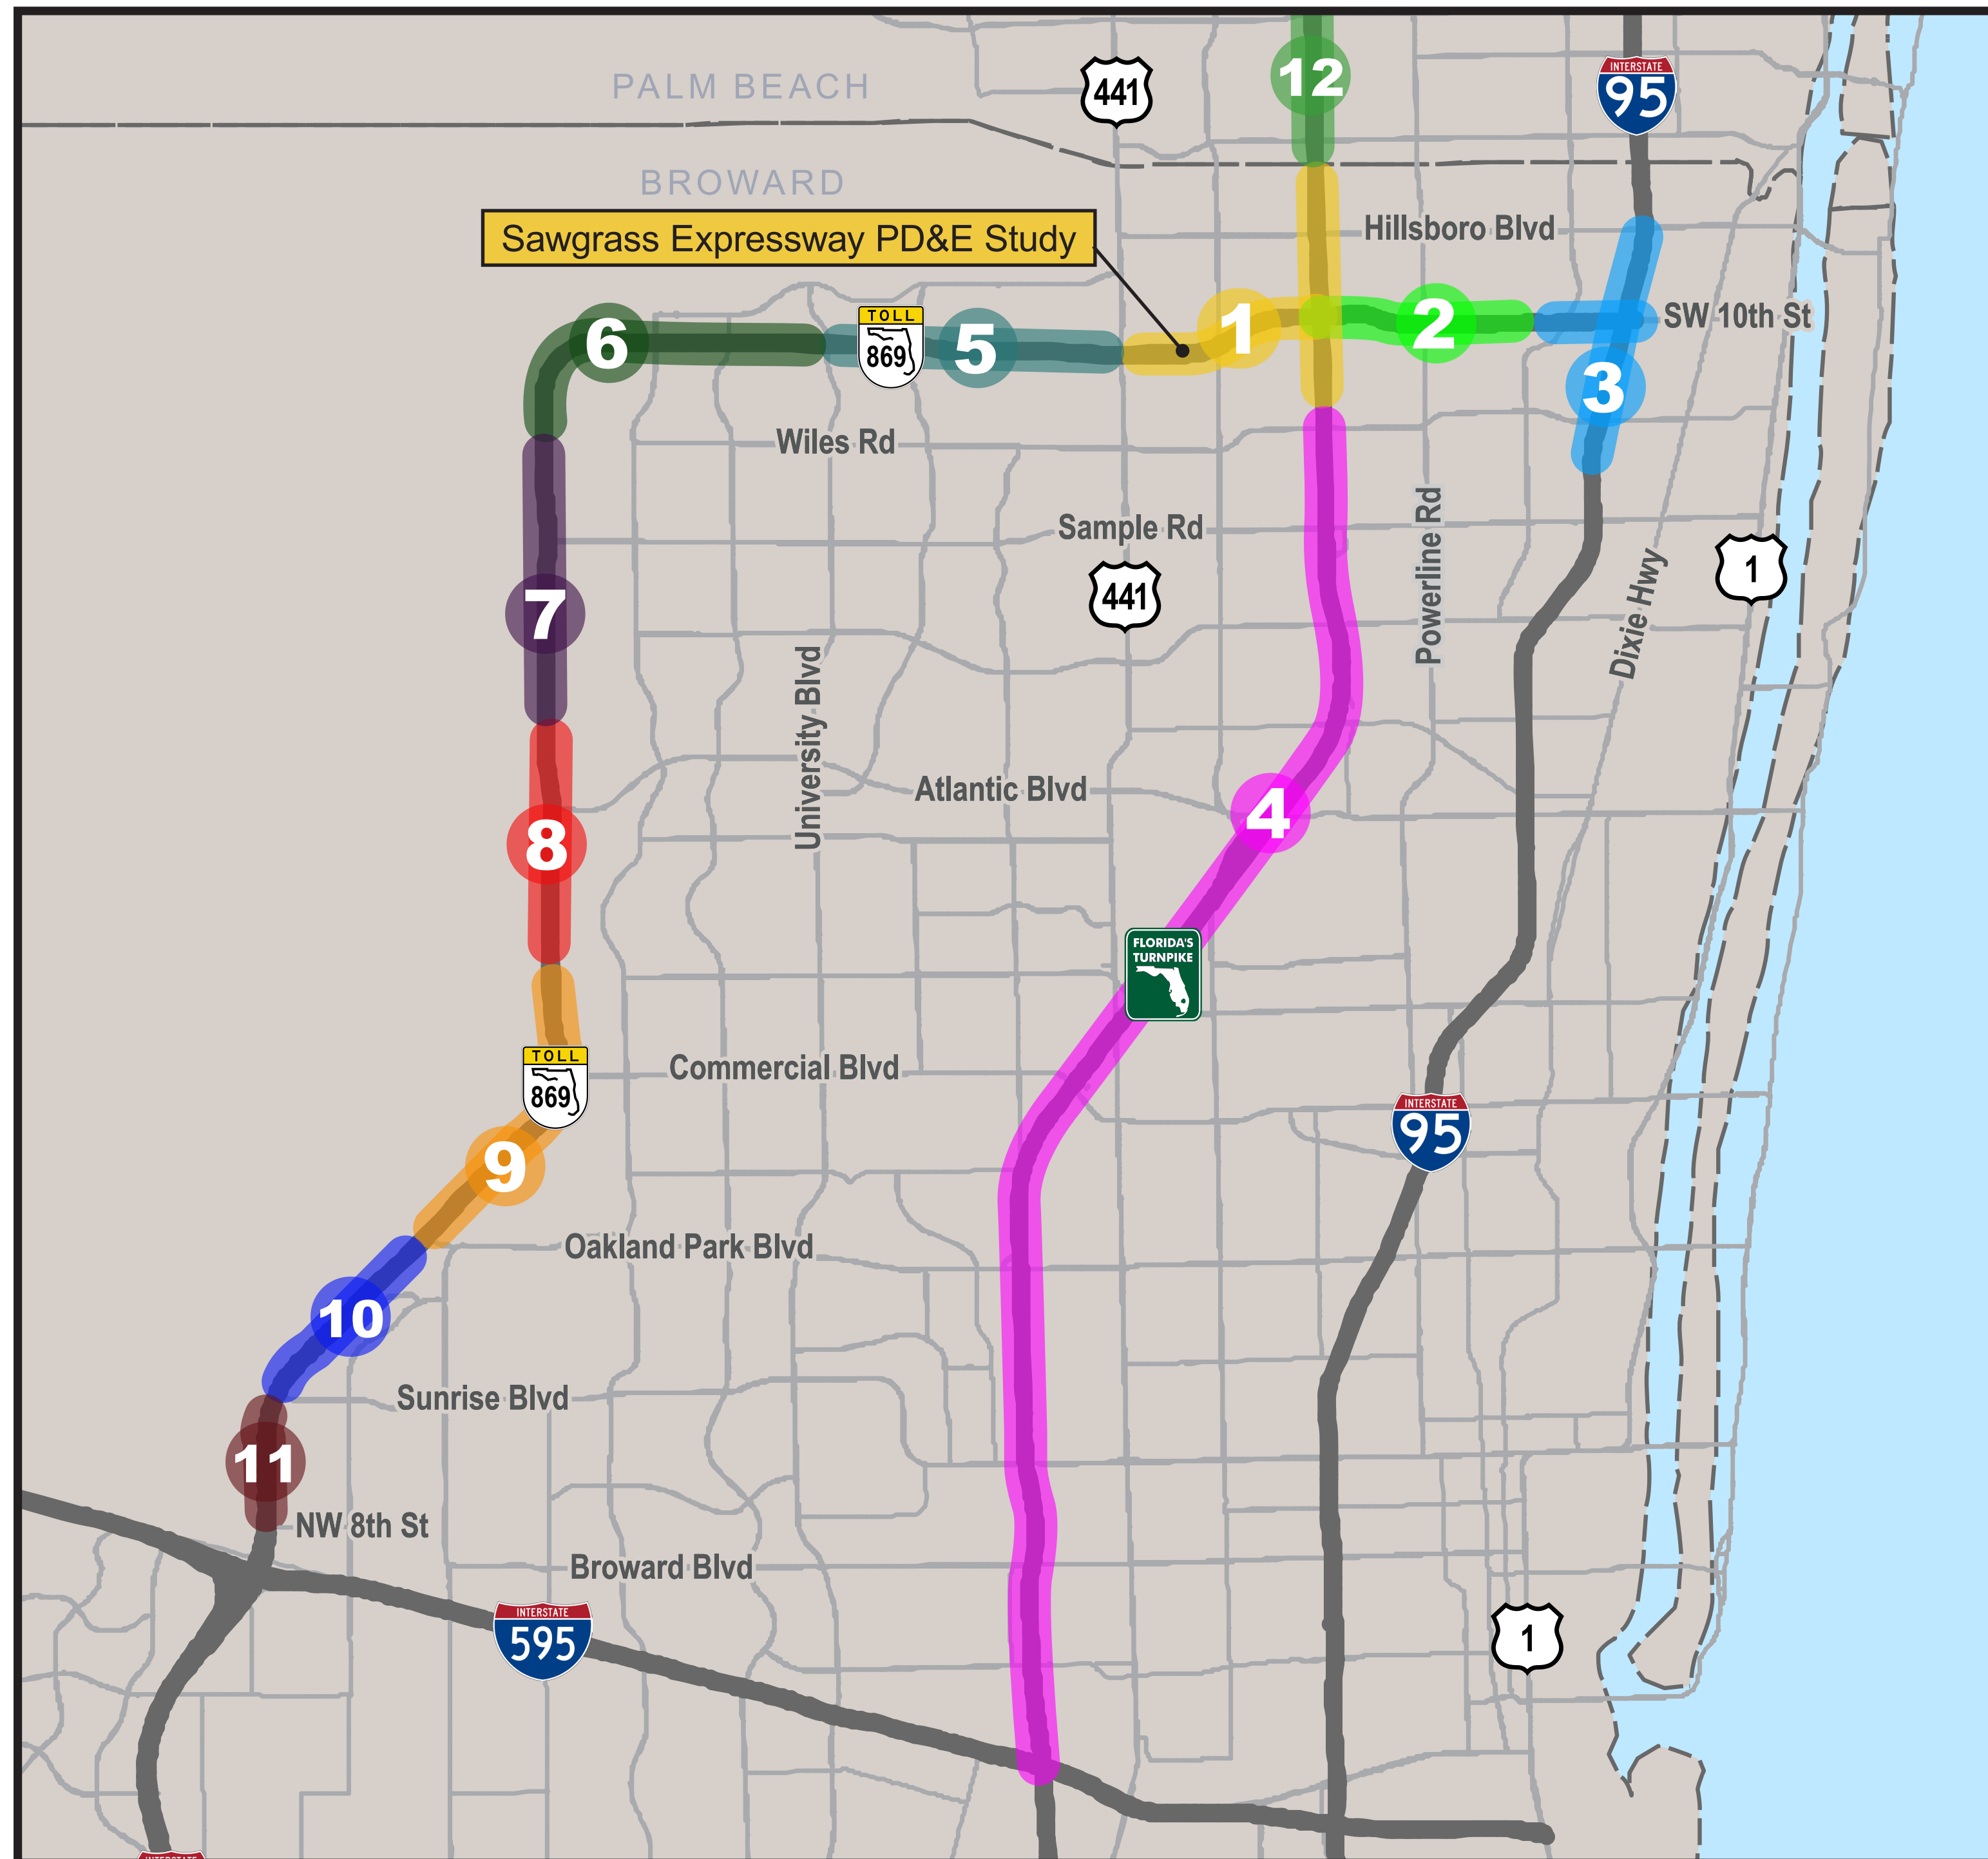 PALM BEACH
441
12
INTERSTATE
95
BROWARD
Sawgrass Expressway PD&E Study
Hillsboro Blvd
SW 10th St
1
2
3
TOLL
869
5
6
Wiles Rd
Sample Rd
441
Powerline Rd
Dixie Hwy
1
7
University Blvd
Atlantic Blvd
4
8
FLORIDA'S
TURNPIKE
TOLL
869
Commercial Blvd
INTERSTATE
95
9
Oakland Park Blvd
10
Sunrise Blvd
11
NW 8th St
Broward Blvd
INTERSTATE
595
1
INTERSTATE